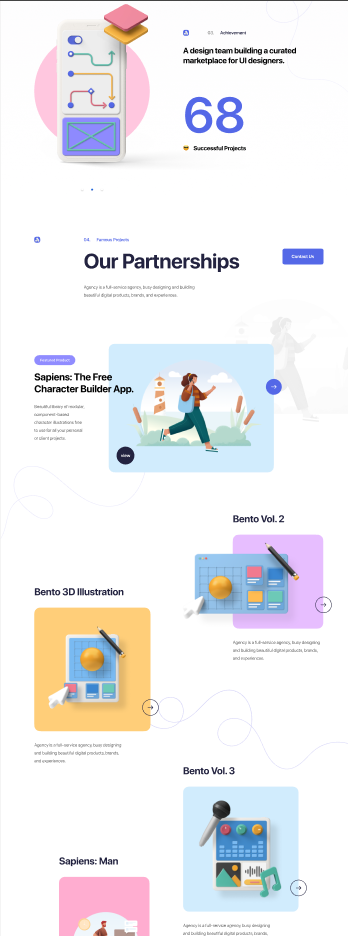 03. Achievement
A design team building a curated
marketplace for UI designers.
68
Successful Projects
04. Famous Projects
Our Partnerships
Contact Us
Agency is a full-service agency, busy designing and building
beautiful digital products, brands, and experiences.
Featured Product
Sapiens: The Free
Character Builder App.
Beautiful library of modular,
component-based
character illustrations free
to use for all your personal
or client projects.
view
Bento Vol. 2
Agency is a full-service agency, busy designing
and building beautiful digital products, brands,
and experiences.
Bento 3D Illustration
Agency is a full-service agency, busy designing
and building beautiful digital products, brands,
and experiences.
Bento Vol. 3
Agency is a full-service agency, busy designing
and building beautiful digital products, brands,
Sapiens: Man